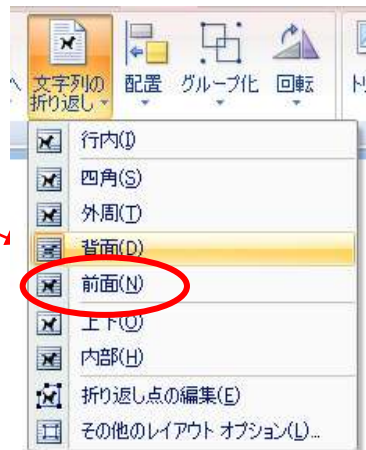 文字列の 配置 グループ化 回転
折り返し
行内(I)
四角(S)
外周(T)
背面(D)
前面(N)
上下(O)
内部(H)
折り返し点の編集(E)
その他のレイアウト オプション(L)...